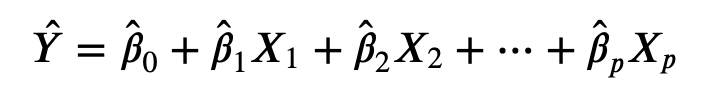 Ŷ = β̂₀ + β̂₁X₁ + β̂₂X₂ + ⋯ + β̂ₚXₚ